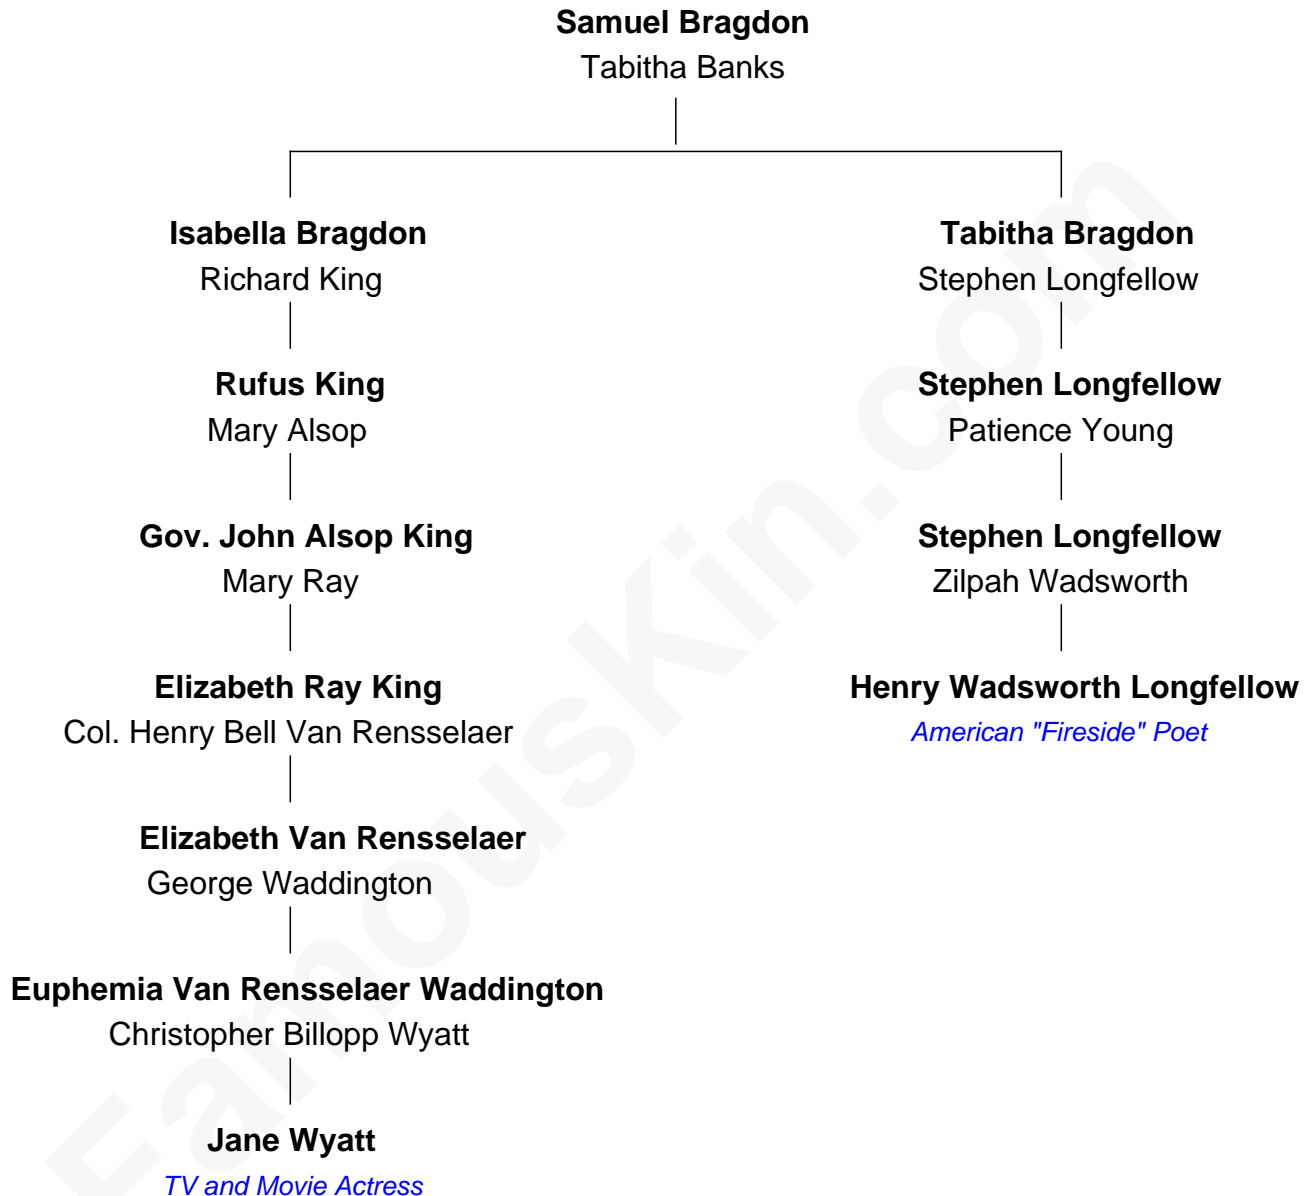 Samuel Bragdon
Tabitha Banks
Isabella Bragdon
Richard King
Rufus King
Mary Alsop
Gov. John Alsop King
Mary Ray
Elizabeth Ray King
Col. Henry Bell Van Rensselaer
Elizabeth Van Rensselaer
George Waddington
Euphemia Van Rensselaer Waddington
Christopher Billopp Wyatt
Jane Wyatt
TV and Movie Actress
Tabitha Bragdon
Stephen Longfellow
Stephen Longfellow
Patience Young
Stephen Longfellow
Zilpah Wadsworth
Henry Wadsworth Longfellow
American "Fireside" Poet
FamousKin.com